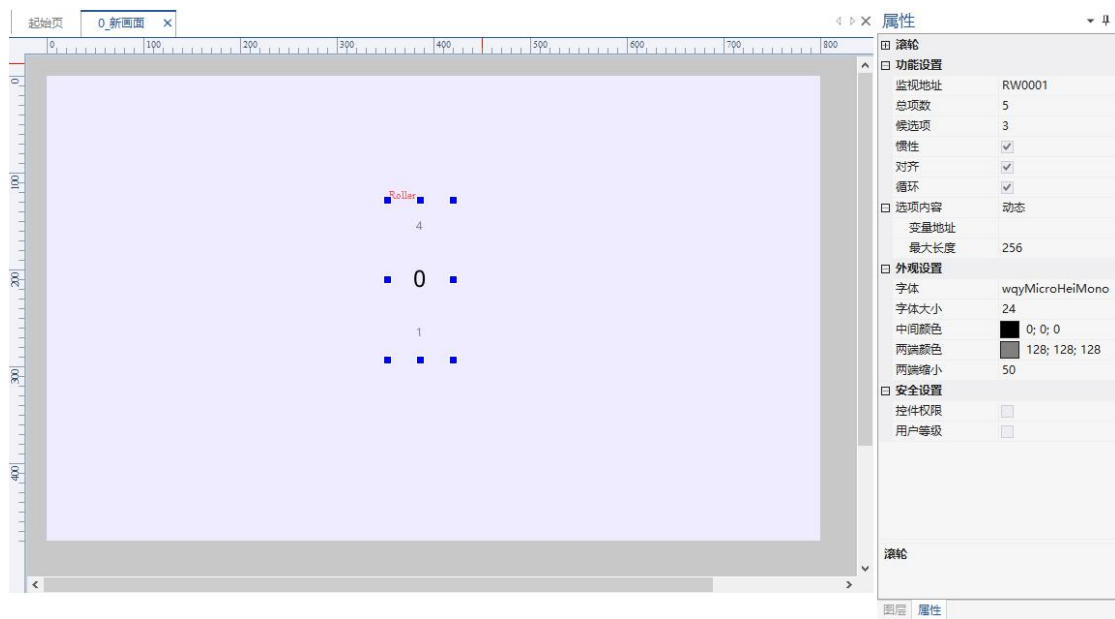 起始页 0_新画面
0 100 200 300 400 500 600 700 800
0
100
200
300
400
Roller
4
0
1
属性
滚轮
功能设置
监视地址 RW0001
总项数 5
候选项 3
惯性
对齐
循环
选项内容 动态
变量地址
最大长度 256
外观设置
字体 wqyMicroHeiMono
字体大小 24
中间颜色 0; 0; 0
两端颜色 128; 128; 128
两端缩小 50
安全设置
控件权限
用户等级
滚轮
图层 属性